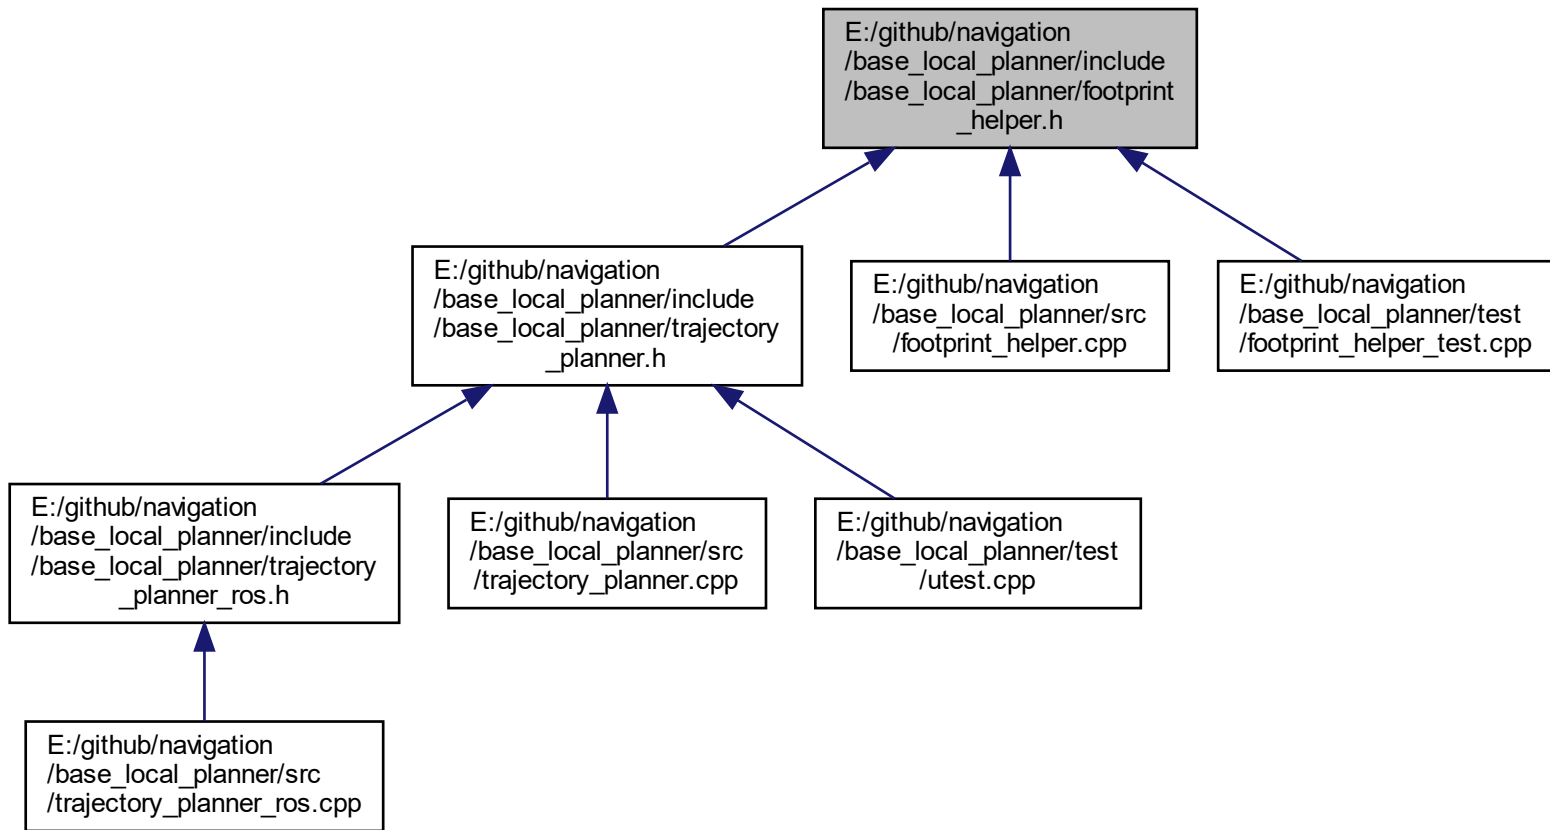 E:/github/navigation
/base_local_planner/include
/base_local_planner/footprint
_helper.h
E:/github/navigation
/base_local_planner/include
/base_local_planner/trajectory
_planner.h
E:/github/navigation
/base_local_planner/src
/footprint_helper.cpp
E:/github/navigation
/base_local_planner/test
/footprint_helper_test.cpp
E:/github/navigation
/base_local_planner/include
/base_local_planner/trajectory
_planner_ros.h
E:/github/navigation
/base_local_planner/src
/trajectory_planner.cpp
E:/github/navigation
/base_local_planner/test
/utest.cpp
E:/github/navigation
/base_local_planner/src
/trajectory_planner_ros.cpp